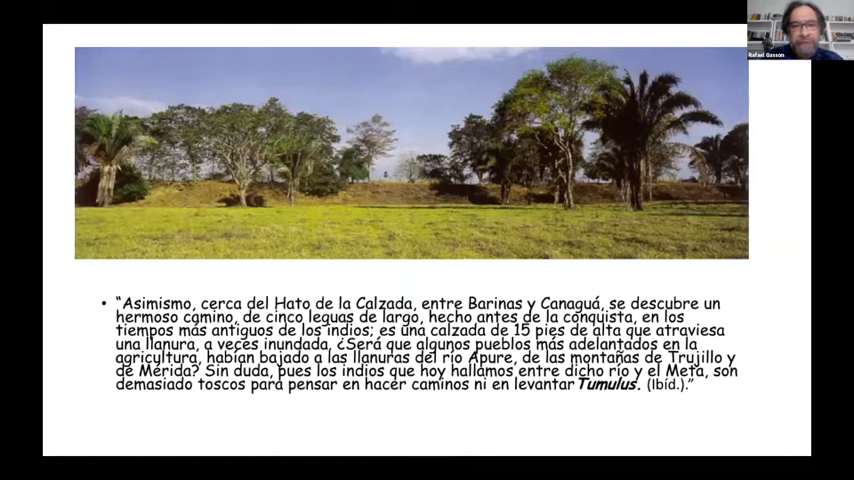 Rafael Gasson
• “Asimismo, cerca del Hato de la Calzada, entre Barinas y Canaguá, se descubre un
hermoso camino, de cinco leguas de largo, hecho antes de la conquista, en los
tiempos más antiguos de los indios; es una calzada de 15 pies de alta que atraviesa
una llanura, a veces inundada, ¿Será que algunos pueblos más adelantados en la
agricultura, habían bajado a las llanuras del río Apure, de las montañas de Trujillo y
de Mérida? Sin duda, pues los indios que hoy hallamos entre dicho río y el Meta, son
demasiado toscos para pensar en hacer caminos ni en levantar Tumulus. (Ibíd.).”